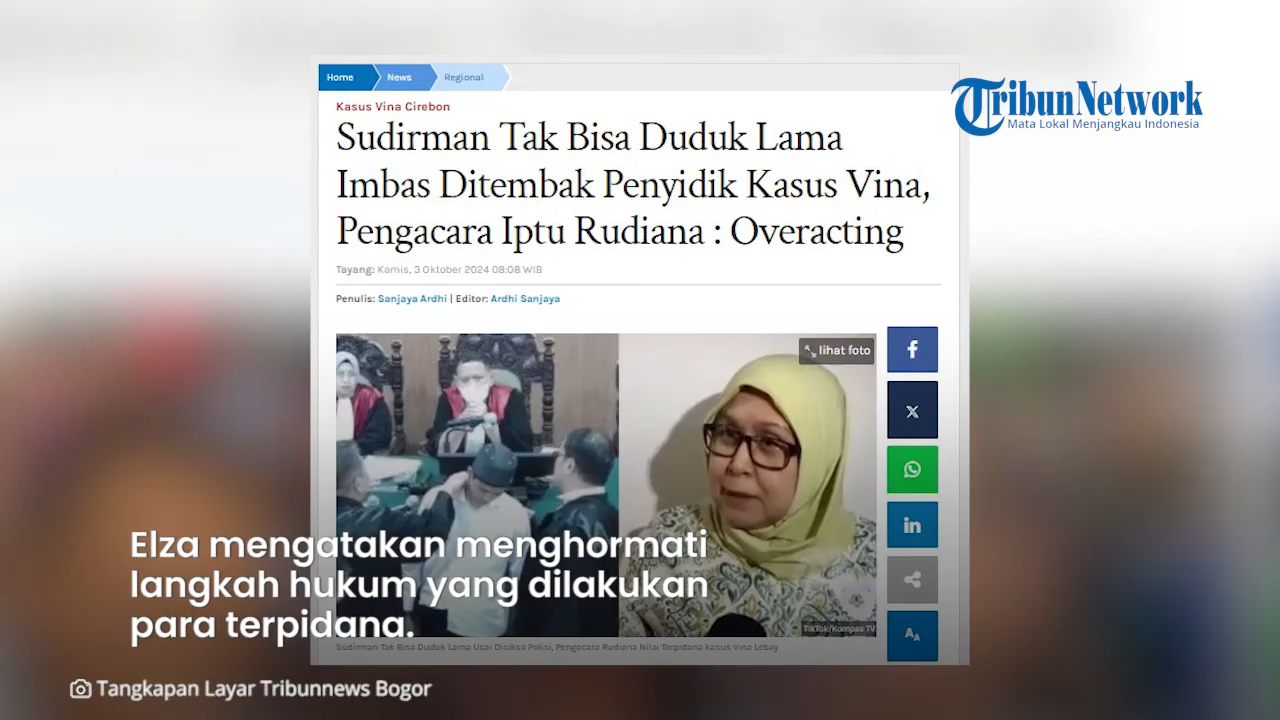 Home
News
Regional
TribunNetwork
Mata Lokal Menjangkau Indonesia
Kasus Vina Cirebon
Sudirman Tak Bisa Duduk Lama
Imbas Ditembak Penyidik Kasus Vina,
Pengacara Iptu Rudiana : Overacting
Tayang: Kamis, 3 Oktober 2024 08:08 WIB
Penulis: Sanjaya Ardhi | Editor: Ardhi Sanjaya
lihat foto
Elza mengatakan menghormati
langkah hukum yang dilakukan
para terpidana.
TikTok/Kompas TV
AA
Sudirman Tak Bisa Duduk Lama Usai Disiksa Polisi, Pengacara Rudiana Nilai Terpidana kasus Vina Lebay
Tangkapan Layar Tribunnews Bogor